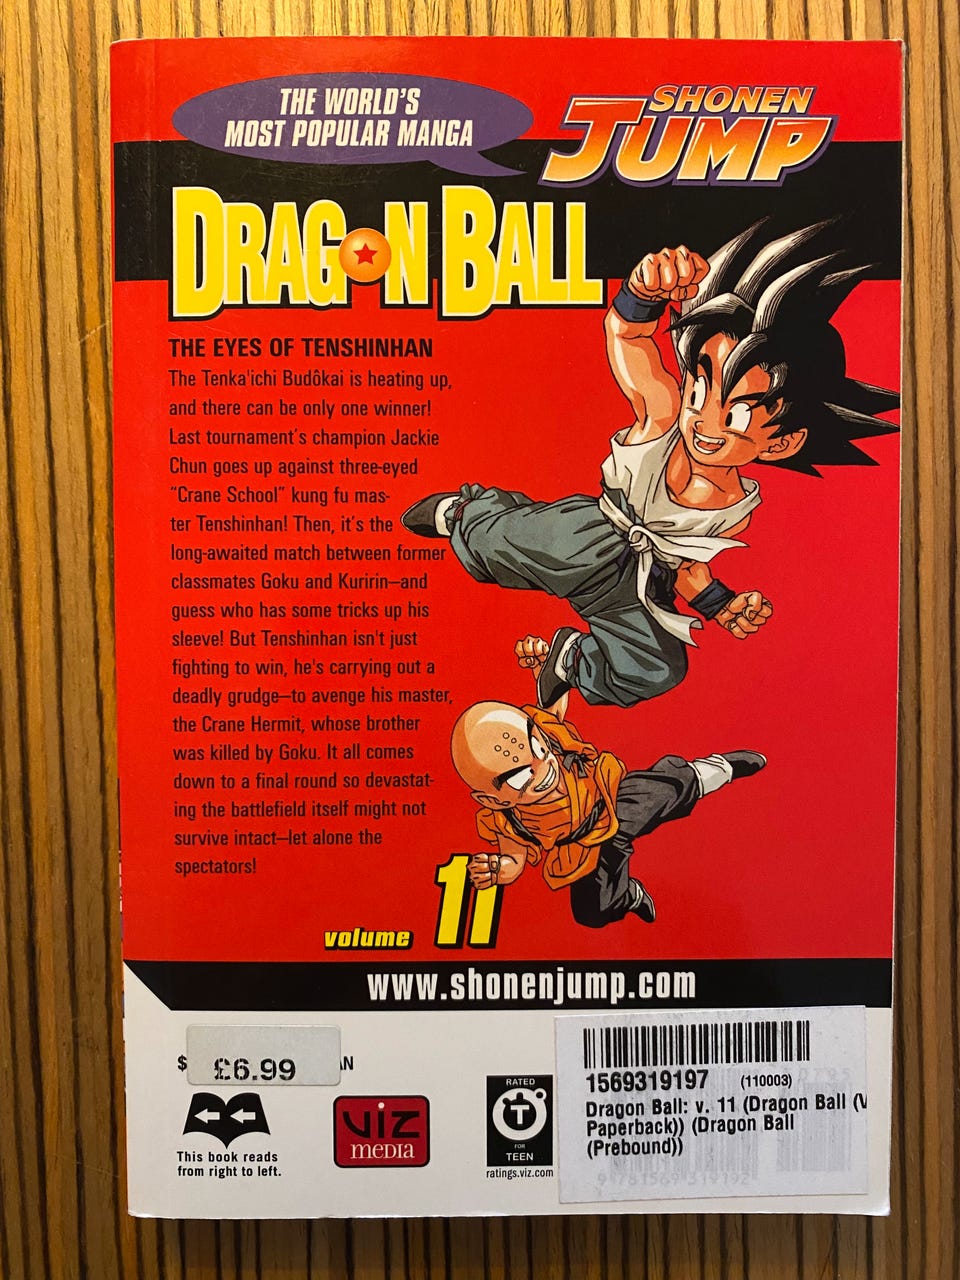 THE WORLD'S
MOST POPULAR MANGA
SHONEN
JUMP
DRAGON BALL
THE EYES OF TENSHINHAN
The Tenka'ichi Budôkai is heating up,
and there can be only one winner!
Last tournament's champion Jackie
Chun goes up against three-eyed
"Crane School" kung fu mas-
ter Tenshinhan! Then, it's the
long-awaited match between former
classmates Goku and Kuririn—and
guess who has some tricks up his
sleeve! But Tenshinhan isn't just
fighting to win, he's carrying out a
deadly grudge—to avenge his master,
the Crane Hermit, whose brother
was killed by Goku. It all comes
down to a final round so devastat-
ing the battlefield itself might not
survive intact—let alone the
spectators!
volume 11
www.shonenjump.com
$ £6.99 AN
This book reads
from right to left.
VIZ
MEDIA
RATED
T
FOR
TEEN
ratings.viz.com
1569319197 (110003)
Dragon Ball: v. 11 (Dragon Ball (V
Paperback)) (Dragon Ball
(Prebound))
9 781569 319192